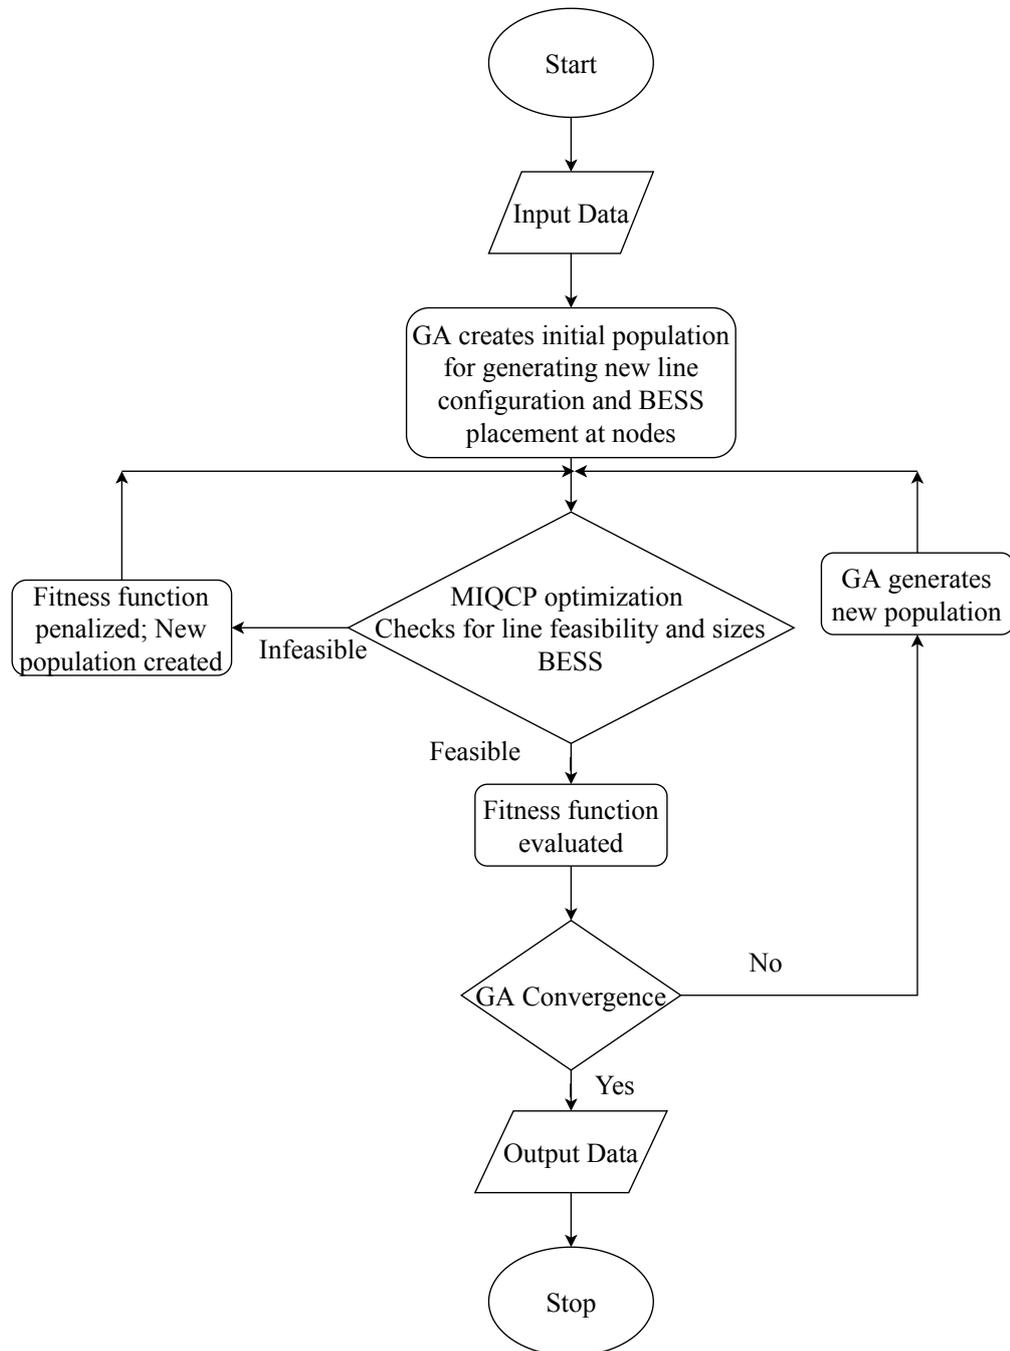 Start
Input Data
GA creates initial population
for generating new line
configuration and BESS
placement at nodes
Fitness function
penalized; New
population created
Infeasible
MIQCP optimization
Checks for line feasibility and sizes
BESS
GA generates
new population
Feasible
Fitness function
evaluated
GA Convergence
No
Yes
Output Data
Stop